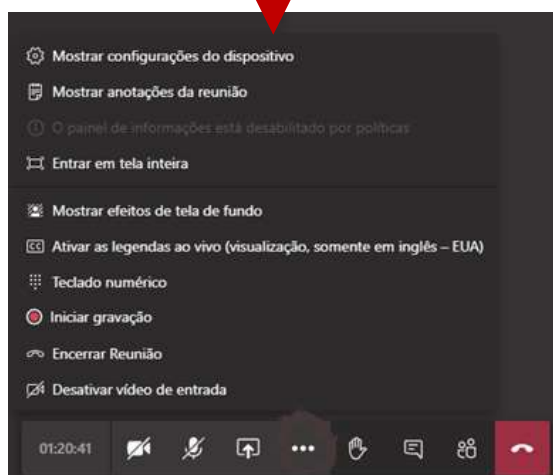 Mostrar configurações do dispositivo
Mostrar anotações da reunião
O painel de informações está desabilitado por políticas
Entrar em tela inteira
Mostrar efeitos de tela de fundo
CC Ativar as legendas ao vivo (visualização, somente em inglês – EUA)
Teclado numérico
Iniciar gravação
Encerrar Reunião
Desativar vídeo de entrada
01:20:41